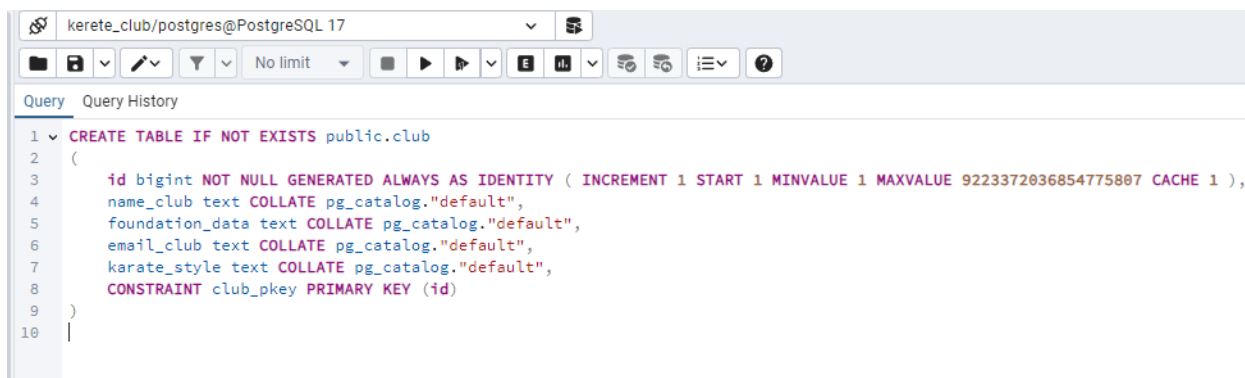 kerete_club/postgres@PostgreSQL 17
No limit
E
Query Query History
1 CREATE TABLE IF NOT EXISTS public.club
2 (
3 id bigint NOT NULL GENERATED ALWAYS AS IDENTITY ( INCREMENT 1 START 1 MINVALUE 1 MAXVALUE 9223372036854775807 CACHE 1 ),
4 name_club text COLLATE pg_catalog."default",
5 foundation_data text COLLATE pg_catalog."default",
6 email_club text COLLATE pg_catalog."default",
7 karate_style text COLLATE pg_catalog."default",
8 CONSTRAINT club_pkey PRIMARY KEY (id)
9 )
10